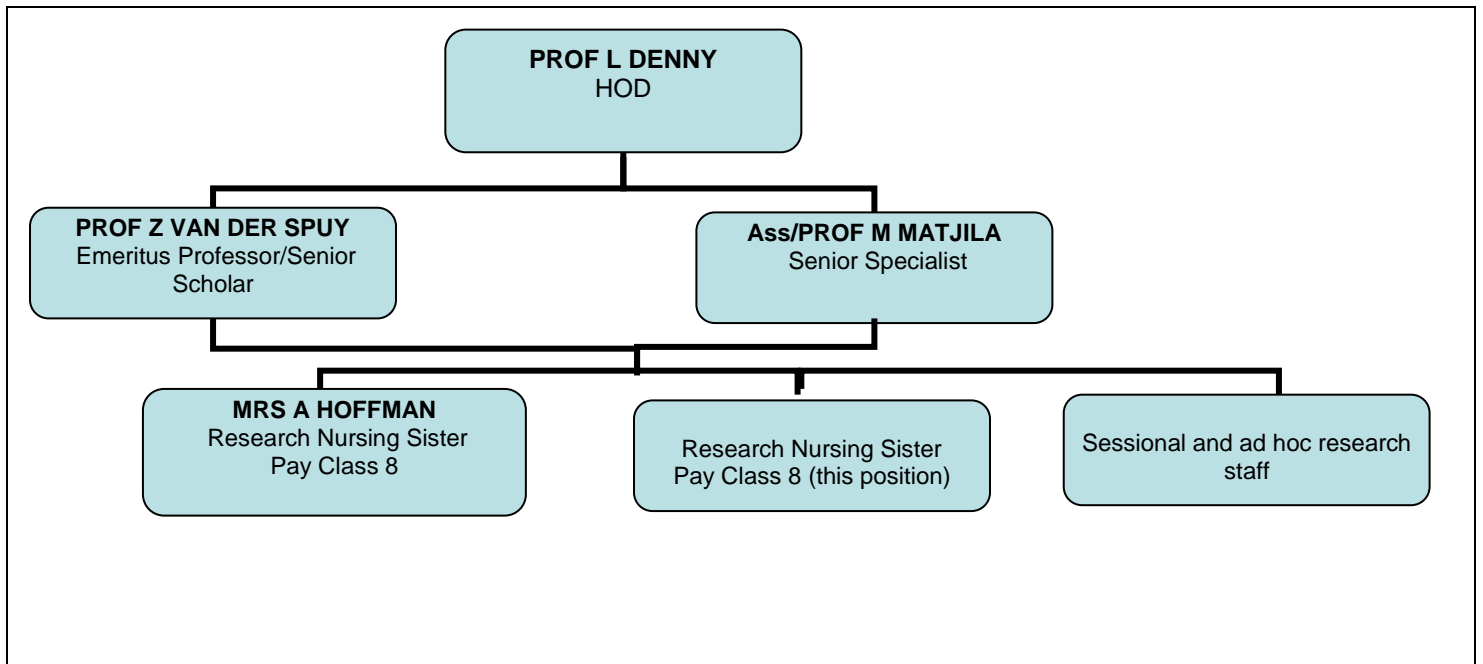 PROF L DENNY
HOD
PROF Z VAN DER SPUY
Emeritus Professor/Senior
Scholar
Ass/PROF M MATJILA
Senior Specialist
MRS A HOFFMAN
Research Nursing Sister
Pay Class 8
Research Nursing Sister
Pay Class 8 (this position)
Sessional and ad hoc research
staff